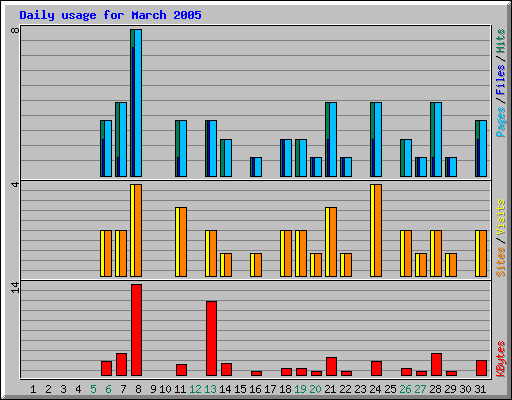 Daily usage for March 2005
8
Pages / Files / Hits
4
Sites / Visits
14
KBytes
1 2 3 4 5 6 7 8 9 10 11 12 13 14 15 16 17 18 19 20 21 22 23 24 25 26 27 28 29 30 31